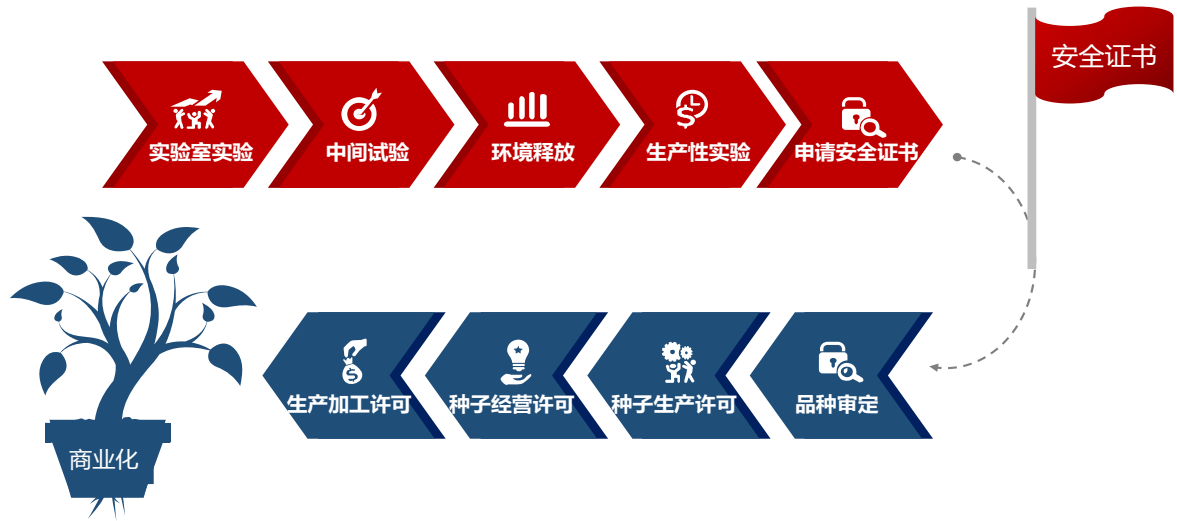 实验室实验
中间试验
环境释放
生产性实验
申请安全证书
安全证书
品种审定
种子生产许可
种子经营许可
生产加工许可
商业化